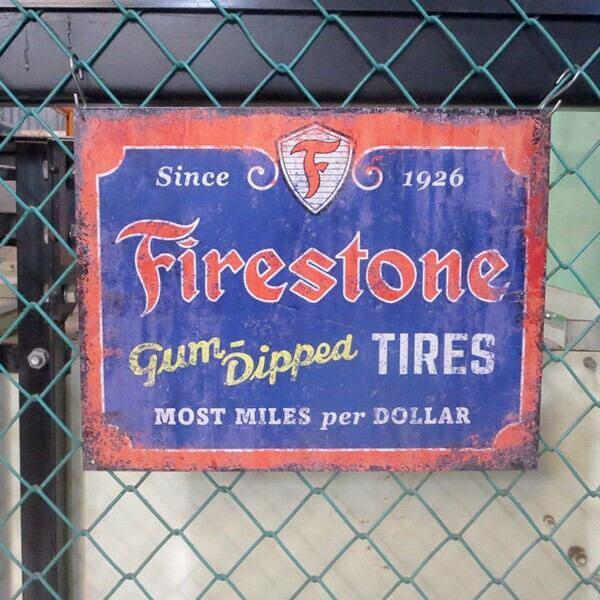 F
Since 1926
Firestone
Gum-Dipped TIRES
MOST MILES per DOLLAR